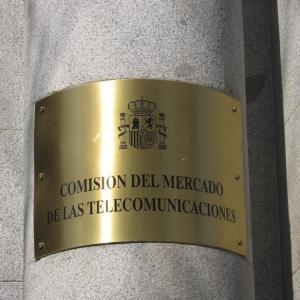 COMISION DEL MERCADO
DE LAS TELECOMUNICACIONES